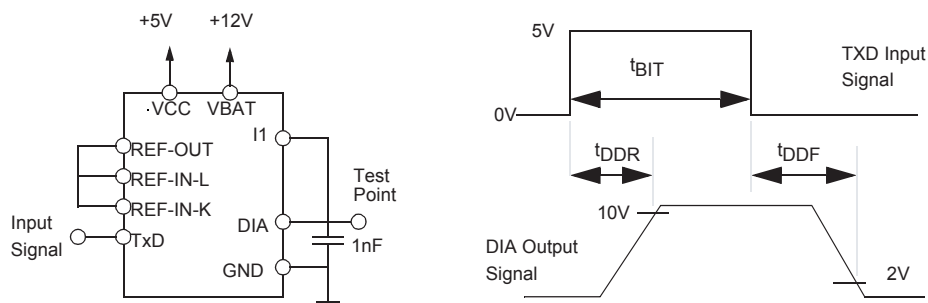 +5V
+12V
.VCC
VBAT
I1
REF-OUT
REF-IN-L
REF-IN-K
Input
Signal
TxD
DIA
Test
Point
1nF
GND
5V
0V
tBIT
TXD Input
Signal
tDDR
tDDF
10V
DIA Output
Signal
2V